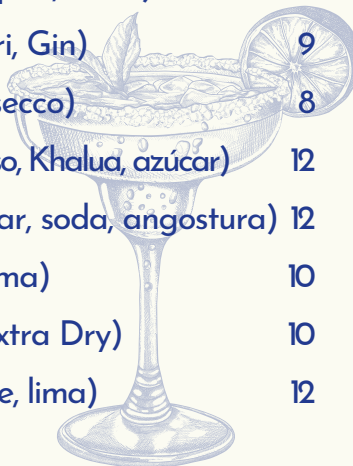 ri, Gin) 9
secco) 8
so, Khalua, azúcar) 12
ar, soda, angostura) 12
ma) 10
xtra Dry) 10
e, lima) 12